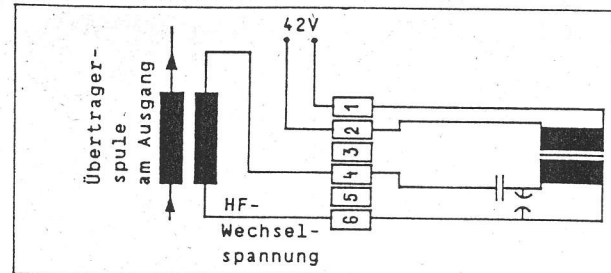 Übertrager-
spule
am Ausgang
42V
1
2
3
4
5
6
HF-
Wechsel-
spannung